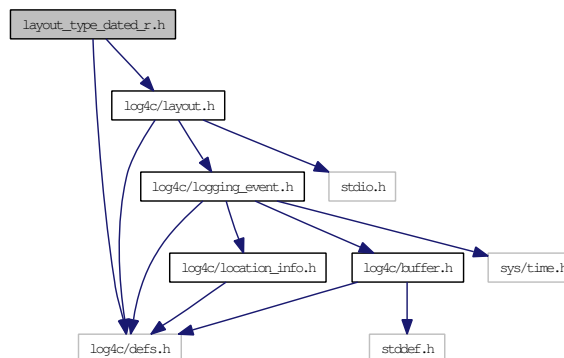 layout_type_dated_r.h
log4c/layout.h
log4c/logging_event.h
stdio.h
log4c/location_info.h
log4c/buffer.h
sys/time.h
log4c/defs.h
stddef.h